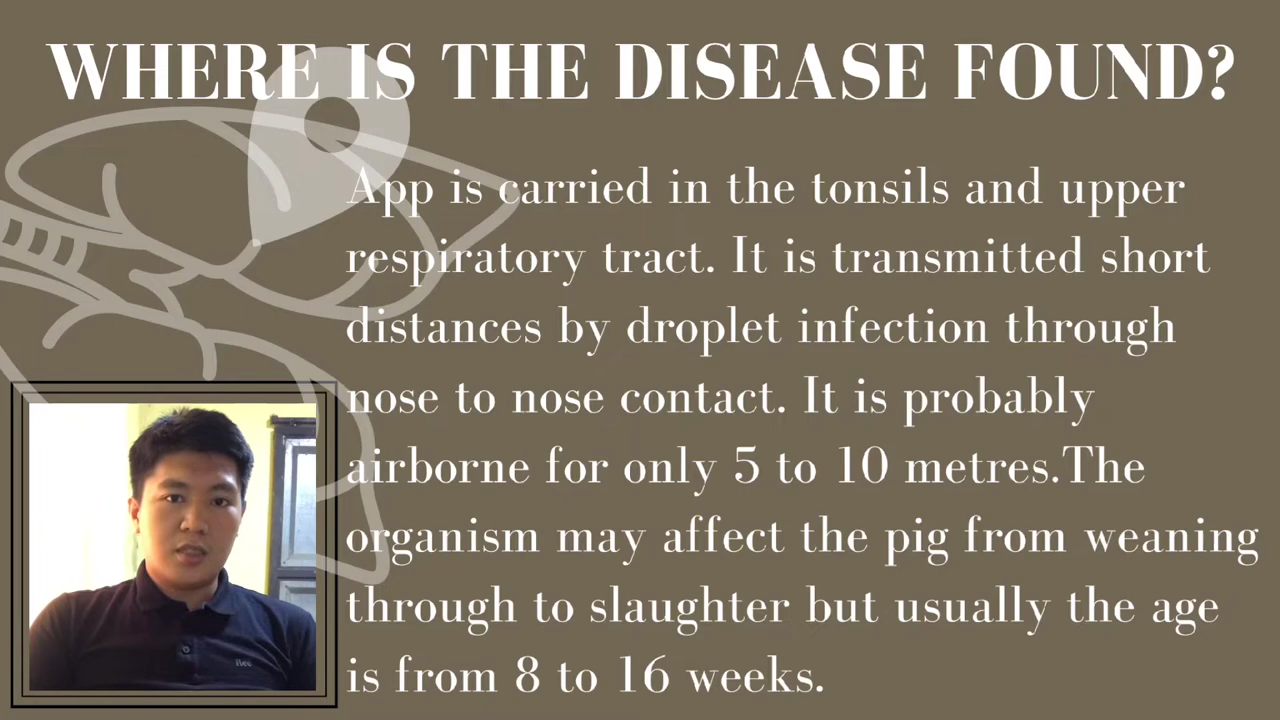 WHERE IS THE DISEASE FOUND?
App is carried in the tonsils and upper
respiratory tract. It is transmitted short
distances by droplet infection through
nose to nose contact. It is probably
airborne for only 5 to 10 metres.The
organism may affect the pig from weaning
through to slaughter but usually the age
is from 8 to 16 weeks.